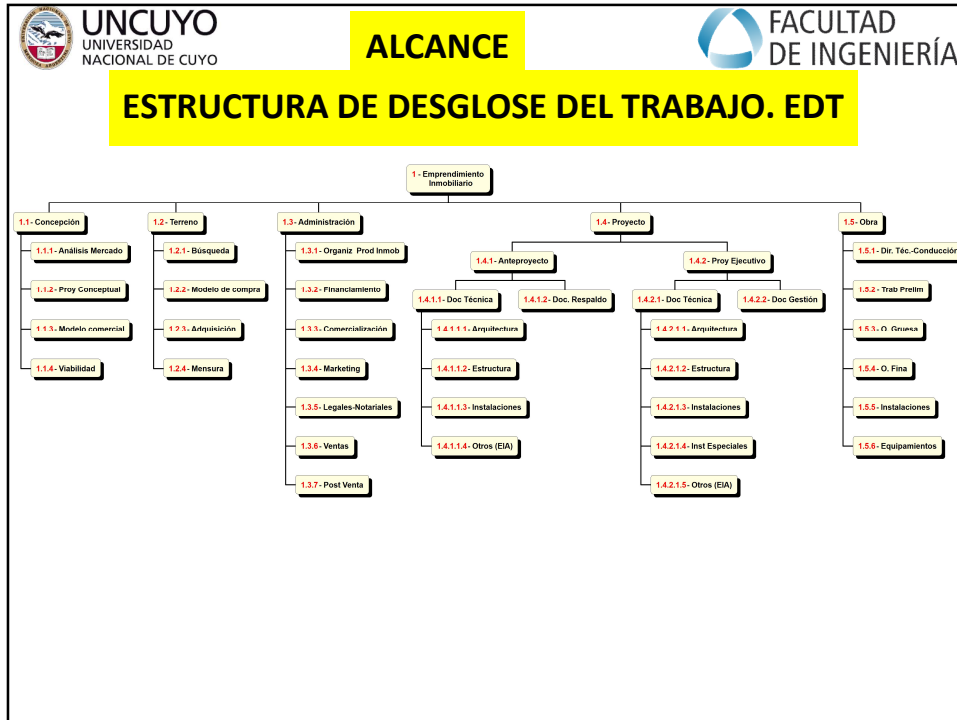 UNCUYO
UNIVERSIDAD
NACIONAL DE CUYO
FACULTAD
DE INGENIERÍA
ALCANCE
ESTRUCTURA DE DESGLOSE DEL TRABAJO. EDT
1 - Emprendimiento
Inmobiliario
1.1- Concepción
1.1.1- Análisis Mercado
1.1.2- Proy Conceptual
1.1.3- Modelo comercial
1.1.4- Viabilidad
1.2- Terreno
1.2.1- Búsqueda
1.2.2- Modelo de compra
1.2.3- Adquisición
1.2.4- Mensura
1.3- Administración
1.3.1- Organiz Prod Inmob
1.3.2- Financiamiento
1.3.3- Comercialización
1.3.4- Marketing
1.3.5- Legales-Notariales
1.3.6- Ventas
1.3.7- Post Venta
1.4- Proyecto
1.4.1- Anteproyecto
1.4.1.1- Doc Técnica
1.4.1.1.1- Arquitectura
1.4.1.1.2- Estructura
1.4.1.1.3- Instalaciones
1.4.1.1.4- Otros (EIA)
1.4.1.2- Doc. Respaldo
1.4.2- Proy Ejecutivo
1.4.2.1- Doc Técnica
1.4.2.1.1- Arquitectura
1.4.2.1.2- Estructura
1.4.2.1.3- Instalaciones
1.4.2.1.4- Inst Especiales
1.4.2.1.5- Otros (EIA)
1.4.2.2- Doc Gestión
1.5- Obra
1.5.1- Dir. Téc.-Conducción
1.5.2- Trab Prelim
1.5.3- O. Gruesa
1.5.4- O. Fina
1.5.5- Instalaciones
1.5.6- Equipamientos